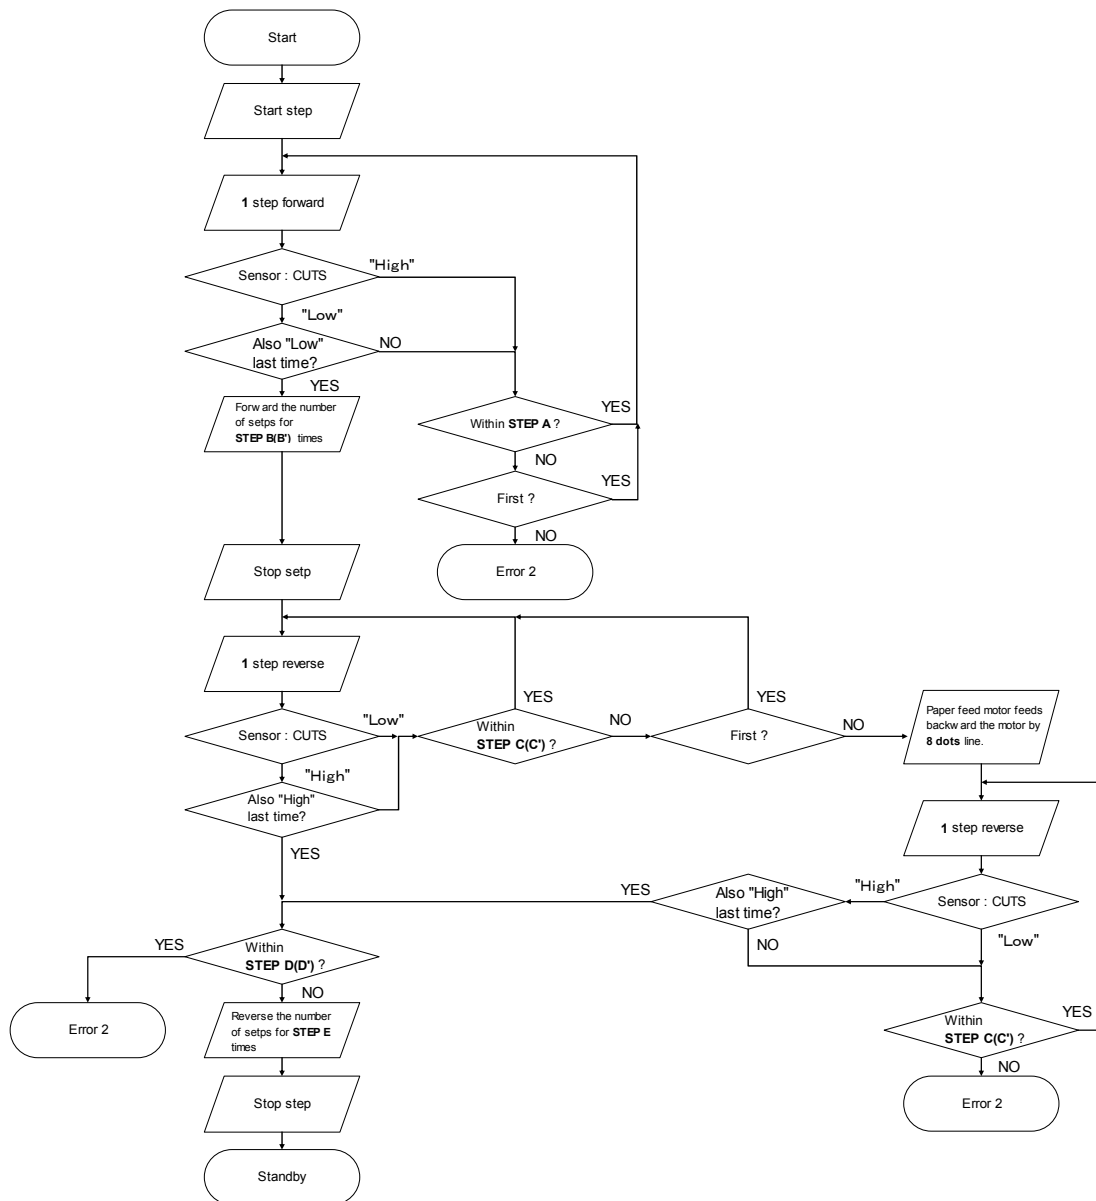 Start
Start step
1 step forward
Sensor : CUTS
"High"
"Low"
Also "Low"
last time?
NO
YES
Forward the number
of setps for
STEP B(B') times
Within STEP A ?
YES
NO
First ?
YES
NO
Error 2
Stop setp
1 step reverse
Sensor : CUTS
"Low"
"High"
Also "High"
last time?
YES
Within
STEP C(C') ?
YES
NO
First ?
YES
NO
Paper feed motor feeds
backward the motor by
8 dots line.
1 step reverse
Sensor : CUTS
"High"
"Low"
Also "High"
last time?
YES
NO
Within
STEP C(C') ?
YES
NO
Error 2
Within
STEP D(D') ?
YES
NO
Error 2
Reverse the number
of setps for STEP E
times
Stop step
Standby